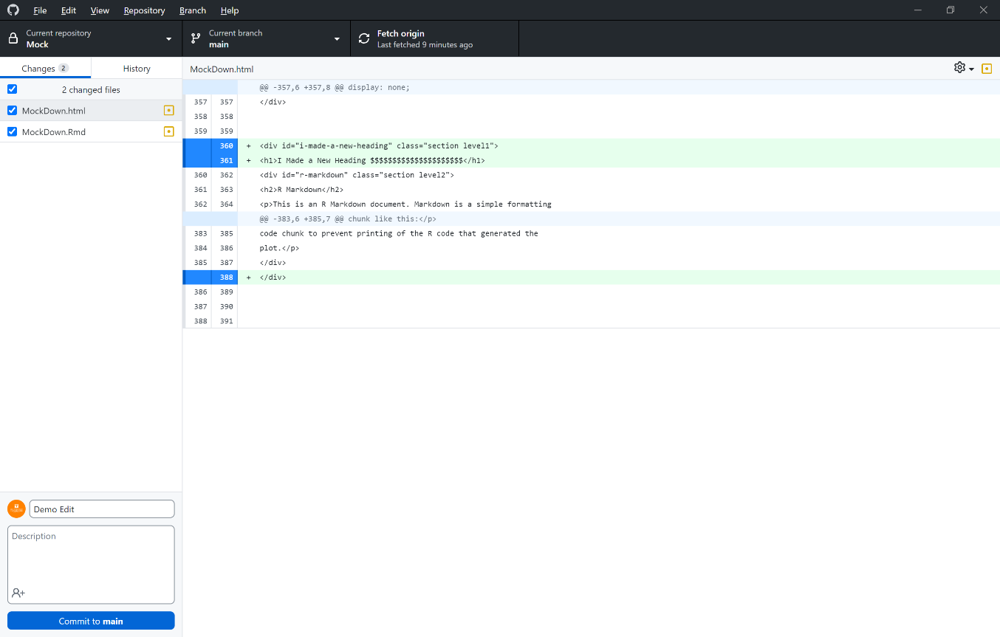 File Edit View Repository Branch Help
Current repository
Mock
Current branch
main
Fetch origin
Last fetched 9 minutes ago
Changes 2 History
2 changed files
MockDown.html
MockDown.Rmd
Demo Edit
Description
Commit to main
MockDown.html
@@ -357,6 +357,8 @@ display: none;
357 357 </div>
358 358
359 359
360 + <div id="i-made-a-new-heading" class="section level1">
361 + <h1>I Made a New Heading $$$$$$$$$$$$$$$$$$$$$</h1>
360 362 <div id="r-markdown" class="section level2">
361 363 <h2>R Markdown</h2>
362 364 <p>This is an R Markdown document. Markdown is a simple formatting
@@ -383,6 +385,7 @@ chunk like this:</p>
383 385 code chunk to prevent printing of the R code that generated the
384 386 plot.</p>
385 387 </div>
388 + </div>
386 389
387 390
388 391